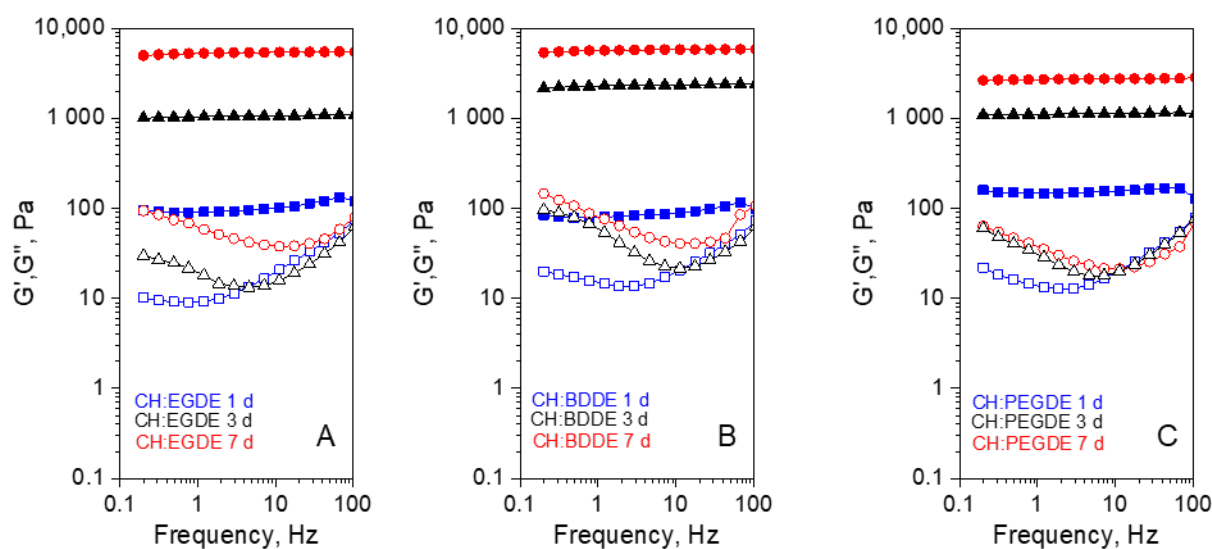 10,000
1 000
100
10
1
0.1
G',G", Pa
CH:EGDE 1 d
CH:EGDE 3 d
CH:EGDE 7 d
A
0.1 1 10 100
Frequency, Hz
10,000
1 000
100
10
1
0.1
G',G", Pa
CH:BDDE 1 d
CH:BDDE 3 d
CH:BDDE 7 d
B
0.1 1 10 100
Frequency, Hz
10,000
1 000
100
10
1
0.1
G',G", Pa
CH:PEGDE 1 d
CH:PEGDE 3 d
CH:PEGDE 7 d
C
0.1 1 10 100
Frequency, Hz